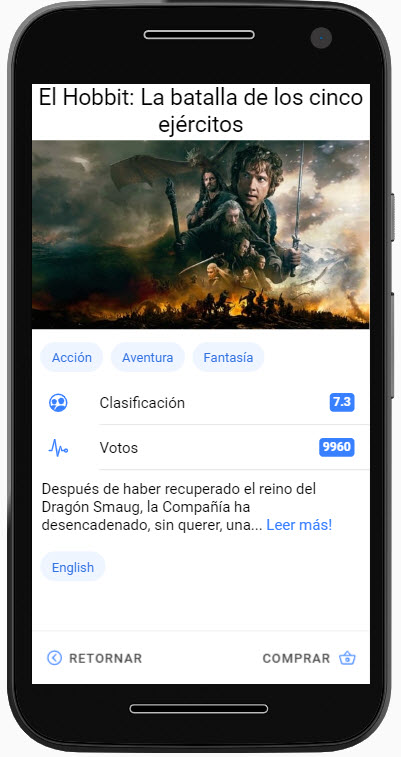 El Hobbit: La batalla de los cinco
ejércitos
Acción Aventura Fantasía
Clasificación 7.3
Votos 9960
Después de haber recuperado el reino del
Dragón Smaug, la Compañía ha
desencadenado, sin querer, una... Leer más!
English
RETORNAR COMPRAR